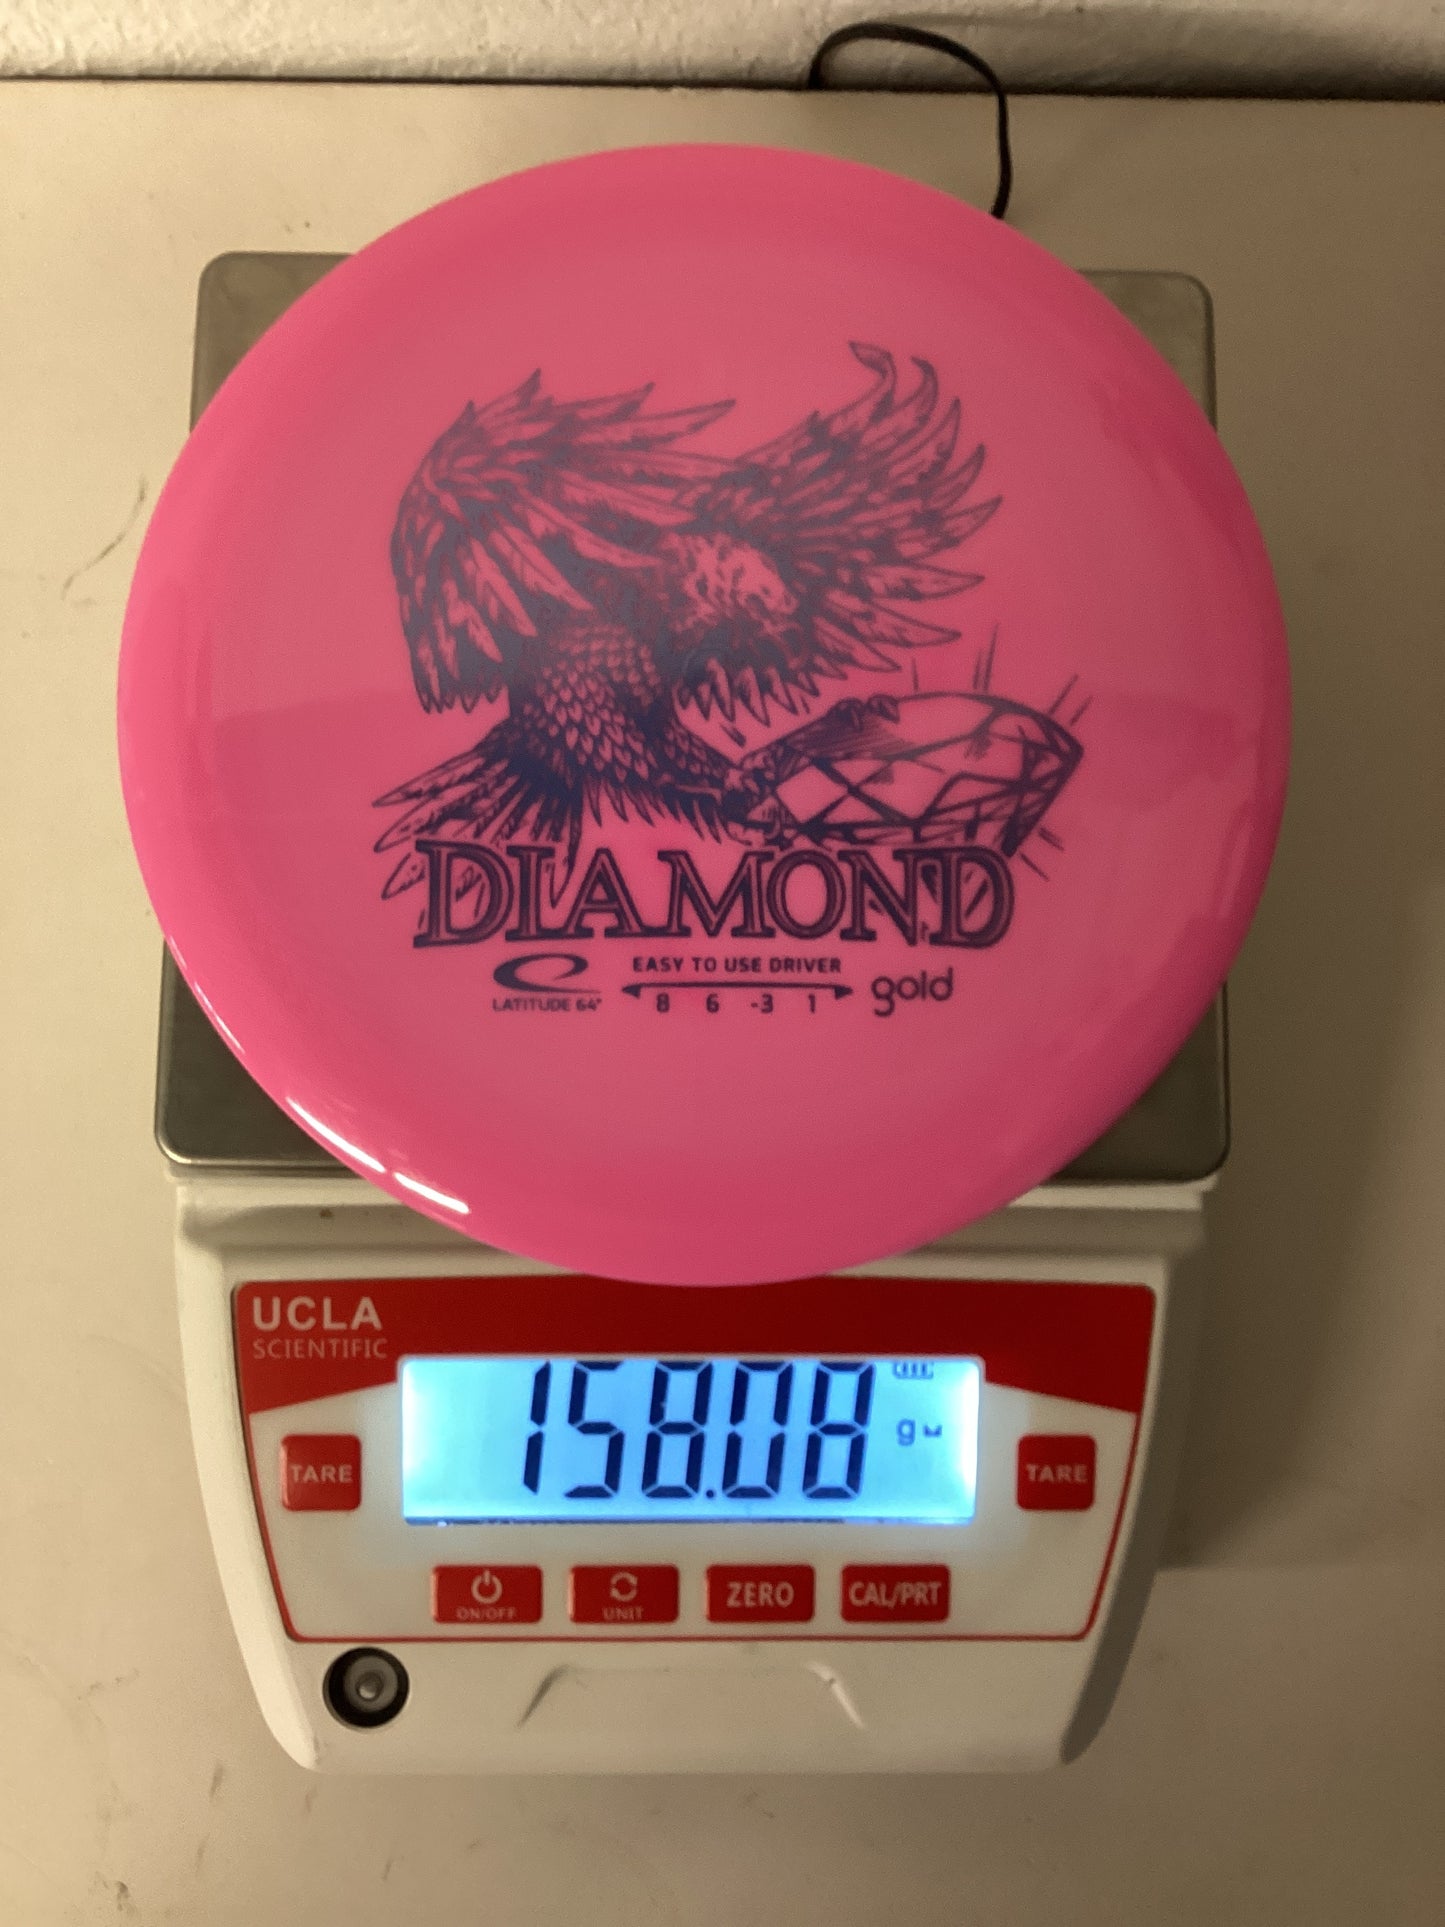 DIAMOND
EASY TO USE DRIVER
LATITUDE 64°
8 6 -3 1
gold
UCLA
SCIENTIFIC
158.08 g
TARE
TARE
ON/OFF
UNIT
ZERO
CAL/PRT